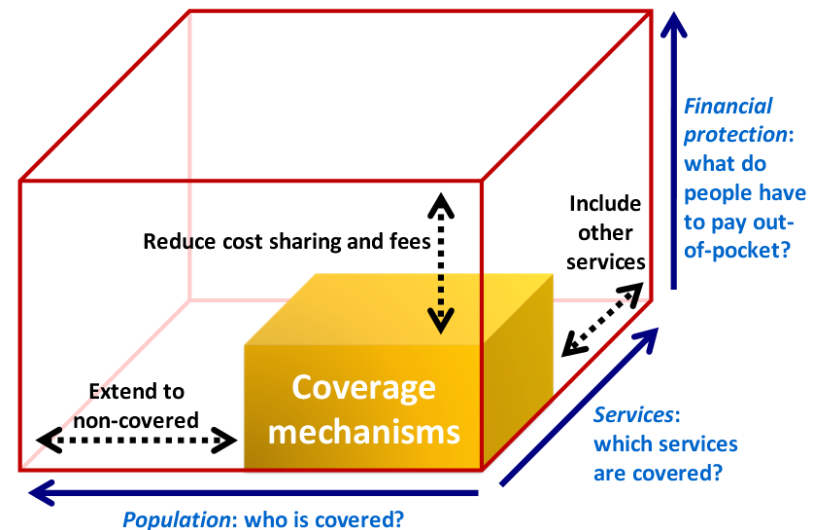 Financial
protection:
what do
people have
to pay out-
of-pocket?
Include
other
services
Reduce cost sharing and fees
Extend to
non-covered
Coverage
mechanisms
Services:
which services
are covered?
Population: who is covered?